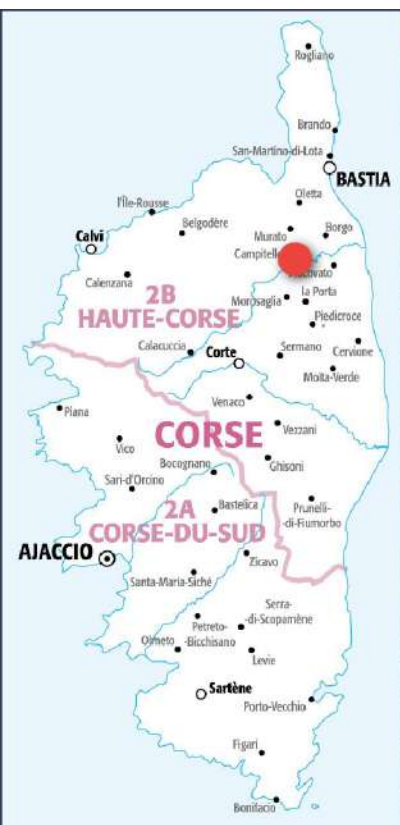 Rogliano
Brando
San-Martino-di-Lota
BASTIA
Oletta
l'Île-Rousse
Belgodère
Borgo
Murato
Calvi
Campitello
Calenzana
la Porta
2B
Morosaglia
HAUTE-CORSE
Piedicroce
Calacuccia
Corte
Sermano
Cervione
Moïta-Verde
Piana
Venaco
CORSE
Vezzani
Vico
Bocognano
Ghisoni
Sari-d'Orcino
2A
Bastelica
Prunelli-
-di-Fiumorbo
CORSE-DU-SUD
AJACCIO
Zicavo
Santa-Maria-Siché
Serra-
-di-Scopamène
Petreto-
-Bicchisano
Olmeto
Levie
Sartène
Porto-Vecchio
Figari
Bonifacio